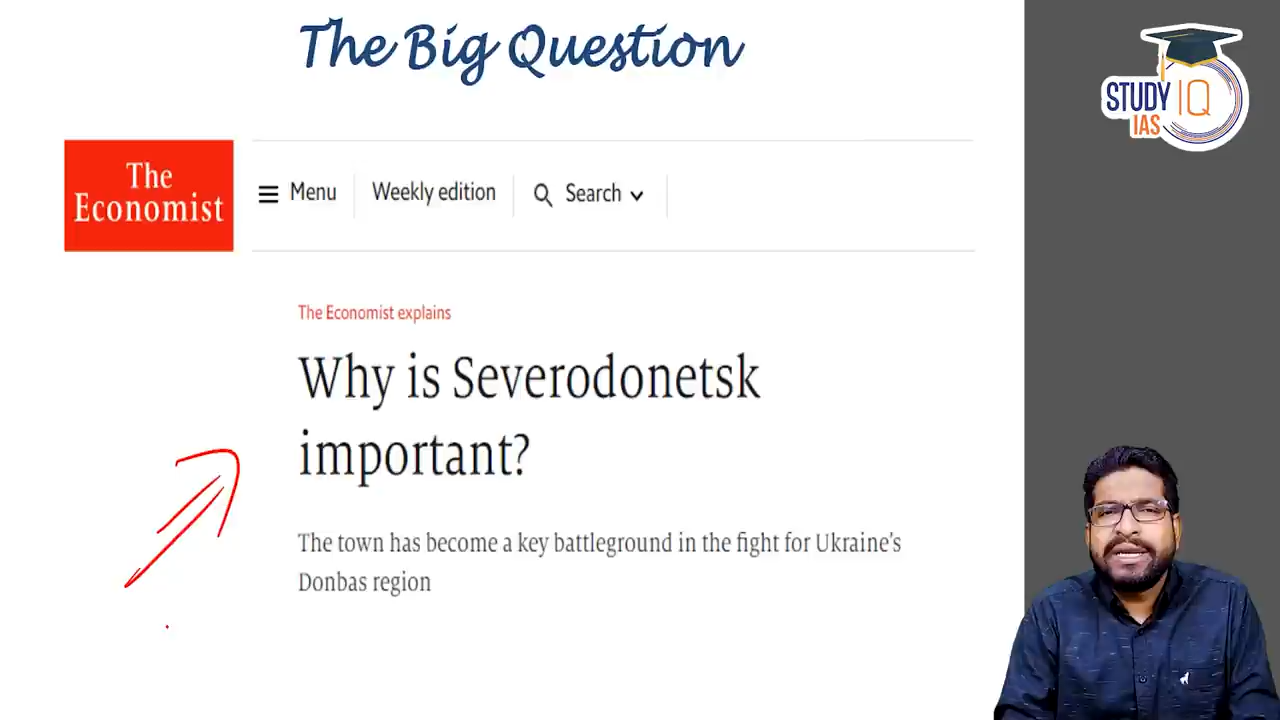 The Big Question
STUDY IQ
IAS
The
Economist
Menu
Weekly edition
Search
The Economist explains
Why is Severodonetsk
important?
The town has become a key battleground in the fight for Ukraine's
Donbas region